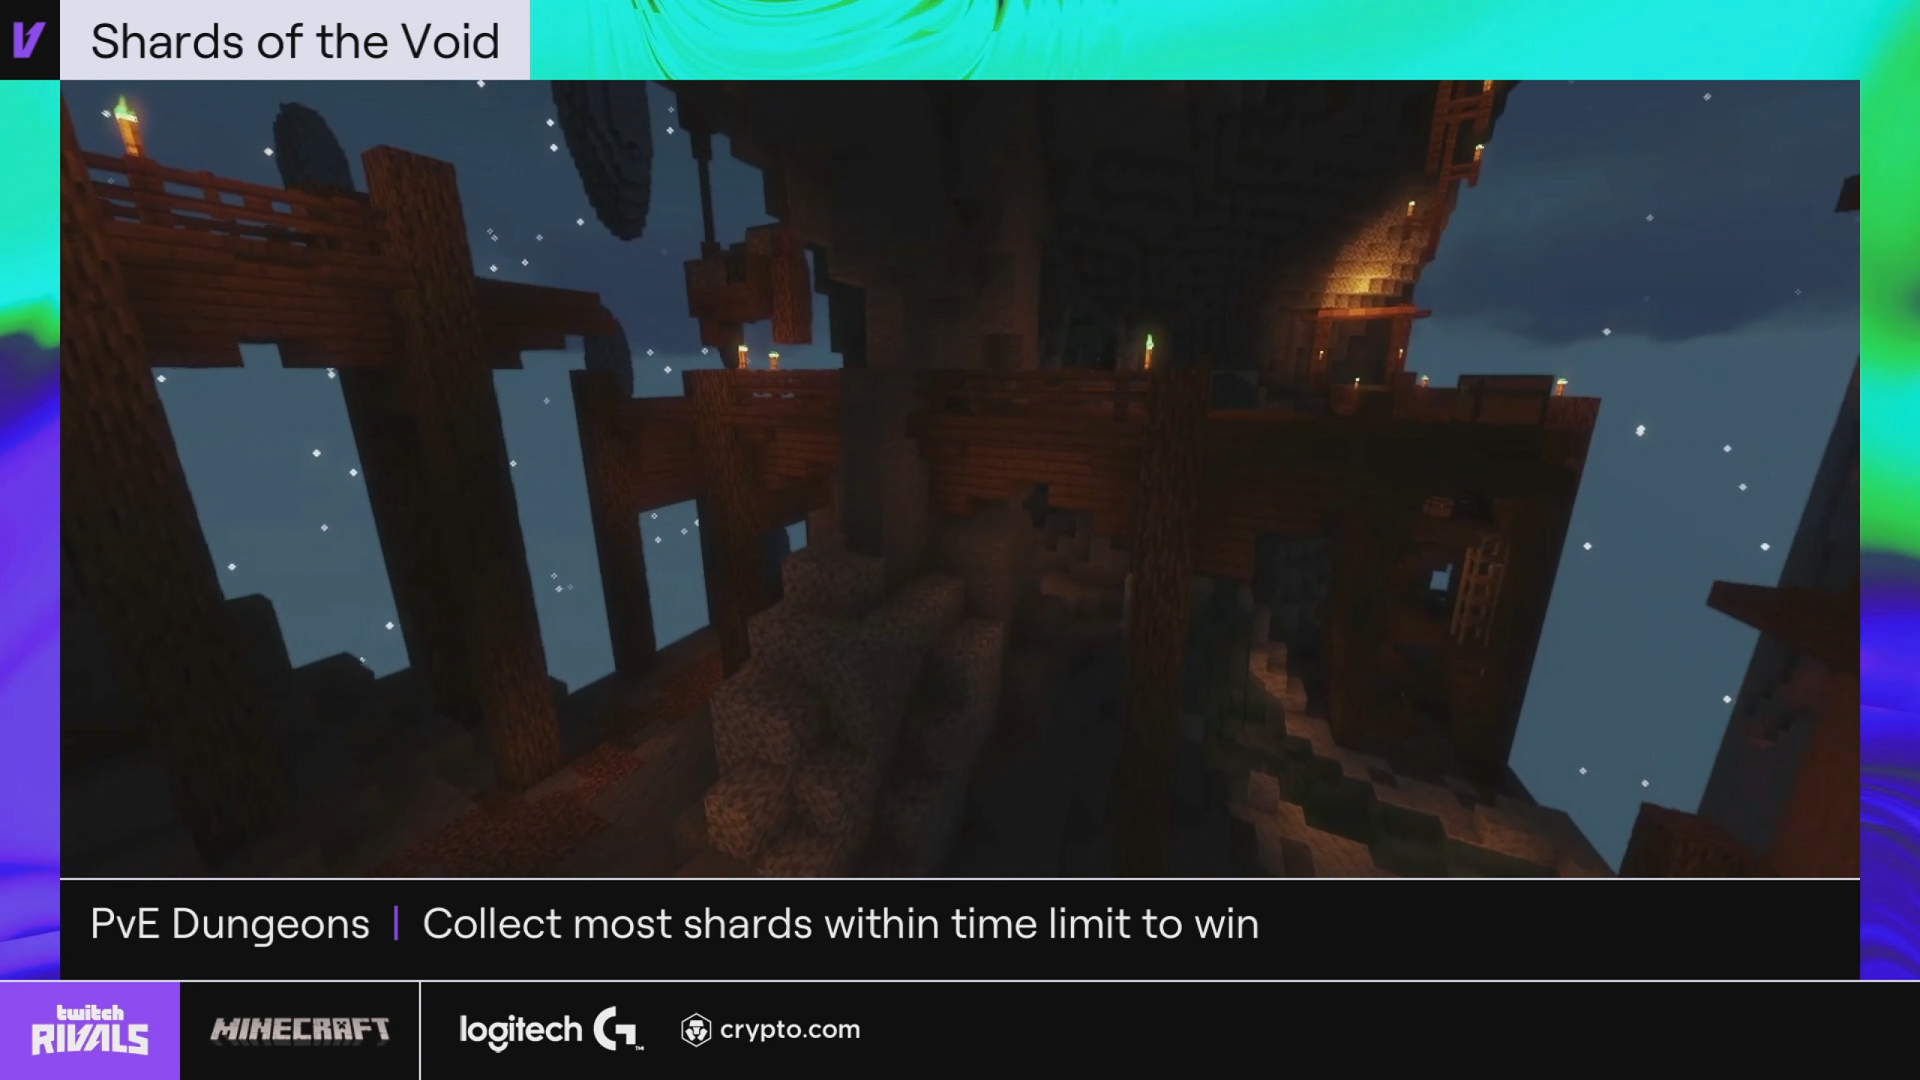 Shards of the Void
PvE Dungeons | Collect most shards within time limit to win
twitch
RIVALS
MINECRAFT
logitech G™
crypto.com